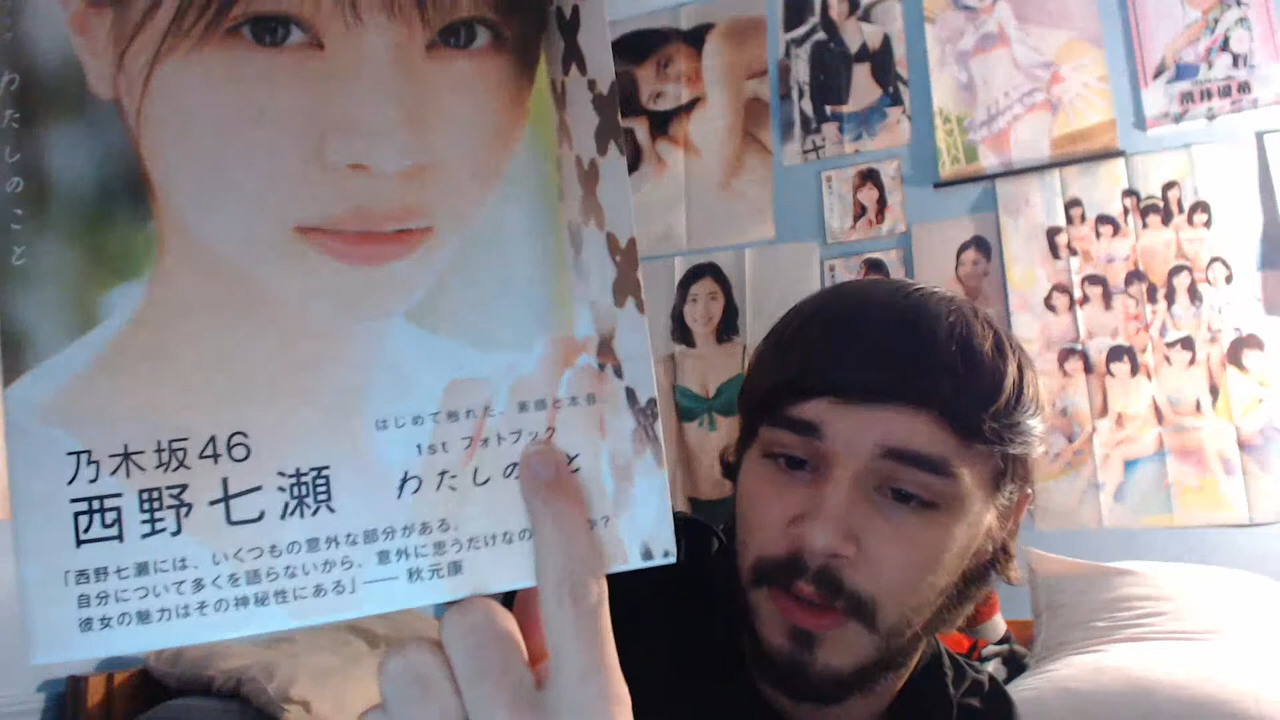 わたしのこと
はじめて触れた、素顔と本音
乃木坂46
1st フォトブック
西野七瀬
わたしの と
「西野七瀬には、いくつもの意外な部分がある。
自分について多くを語らないから、意外に思うだけなの ?
彼女の魅力はその神秘性にある」── 秋元康